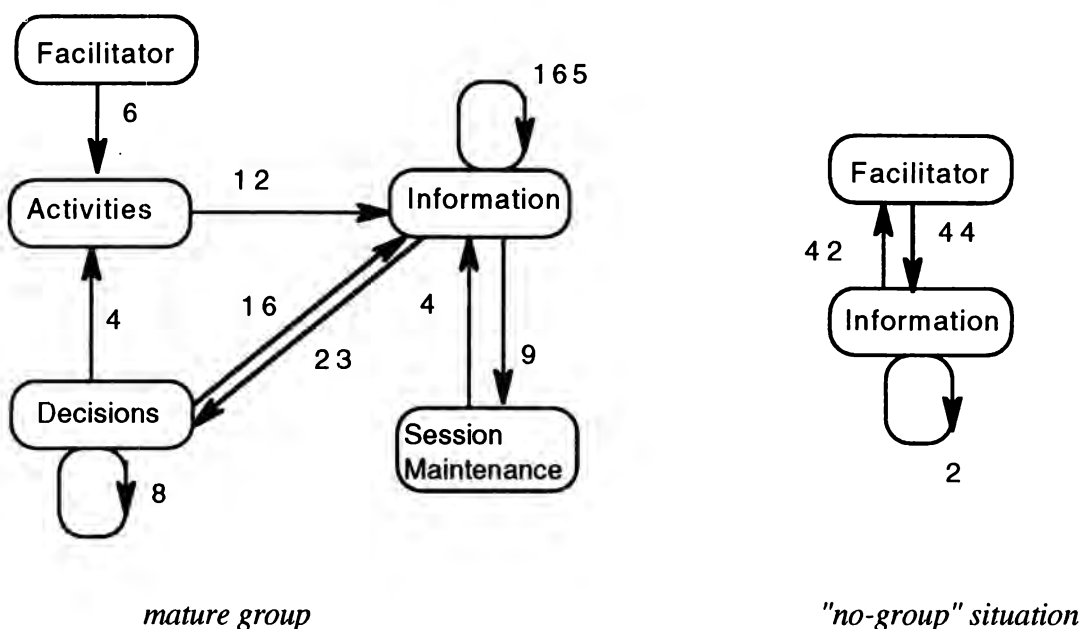 Facilitator
6
Activities
12
165
Information
4
16
23
4
9
Decisions
8
Session
Maintenance
mature group
Facilitator
42
44
Information
2
"no-group" situation